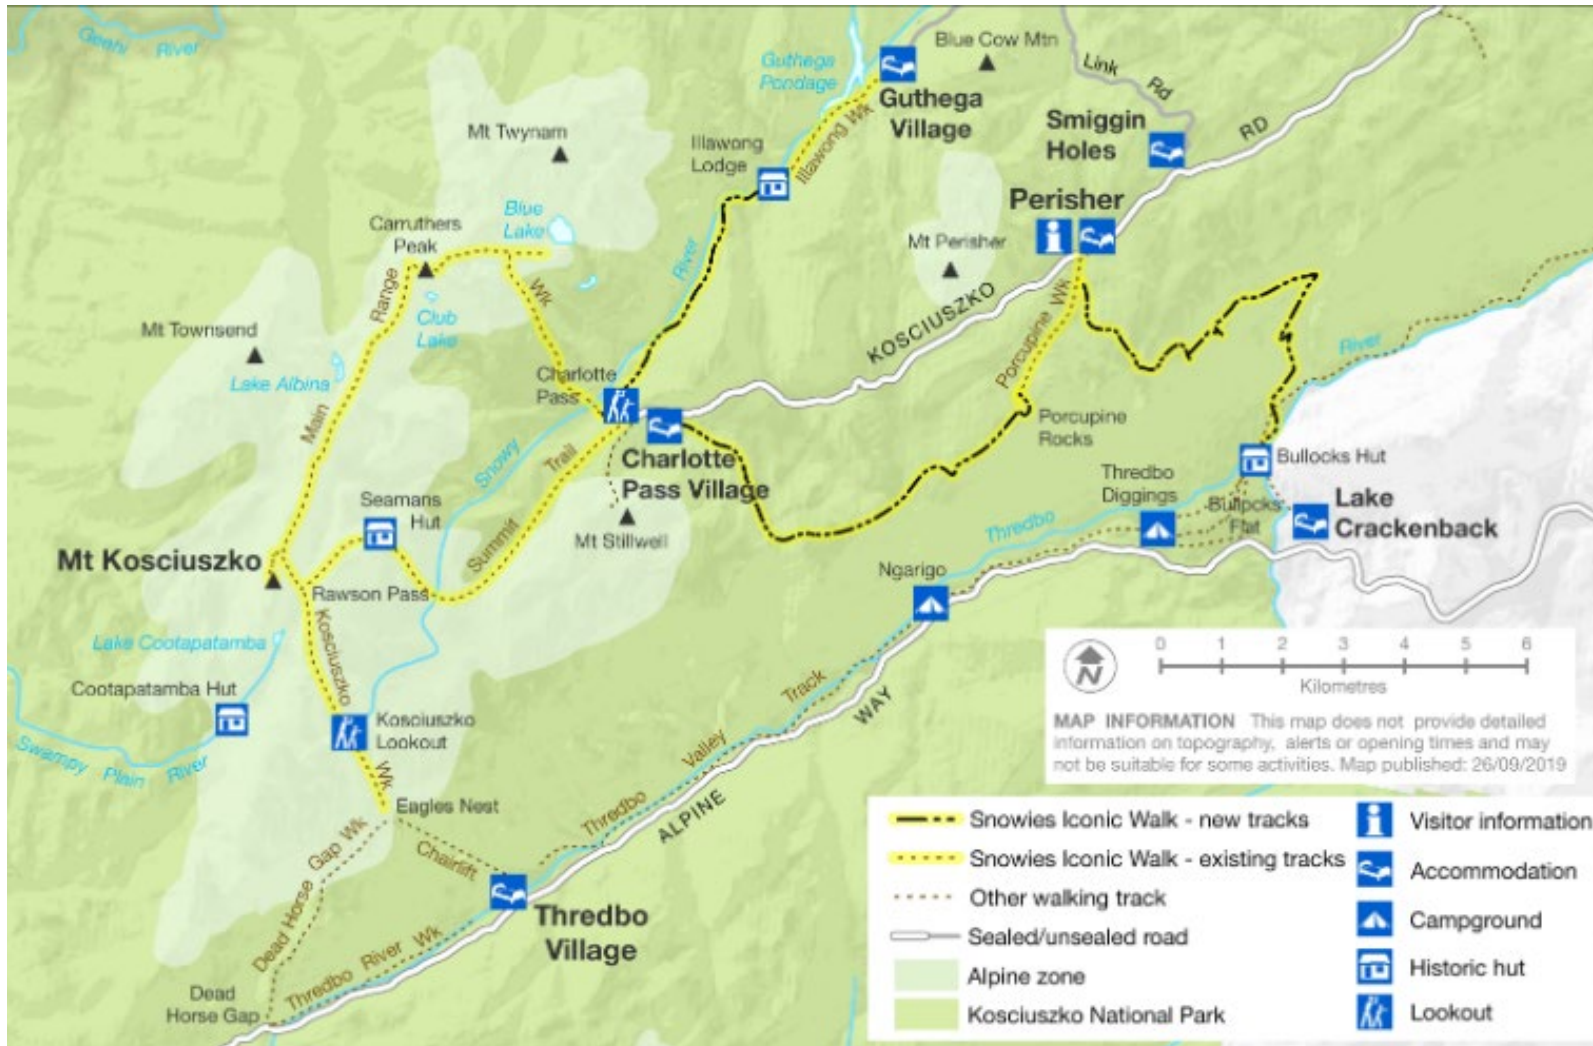 Geehi River
Guthega
Pondage
Blue Cow Mtn
Link Rd
Guthega
Village
Mt Twynam
Illawong
Lodge
Illawong Wk
Smiggin
Holes
RD
Perisher
Blue
Lake
Carruthers
Peak
Mt Perisher
River
Wk
Range
Club
Lake
Mt Townsend
Lake Albina
KOSCIUSZKO
Porcupine Wk
River
Charlotte
Pass
Main
Porcupine
Rocks
Snowy
Trail
Charlotte
Pass Village
Bullocks Hut
Thredbo
Diggings
Bullocks
Flat
Lake
Crackenback
Seamans
Hut
Summit
Mt Stillwell
Thredbo
Mt Kosciuszko
Rawson Pass
Ngarigo
Kosciuszko
Lake Cootapatamba
Cootapatamba Hut
Kosciuszko
Lookout
Swampy Plain River
Wk
Track
WAY
Valley
Eagles Nest
Thredbo
ALPINE
Chairlift
Dead Horse Gap Wk
Thredbo
Village
Thredbo River Wk
Dead
Horse Gap
N
0 1 2 3 4 5 6
Kilometres
MAP INFORMATION This map does not provide detailed
information on topography, alerts or opening times and may
not be suitable for some activities. Map published: 26/09/2019
Snowies Iconic Walk - new tracks
Snowies Iconic Walk - existing tracks
Other walking track
Sealed/unsealed road
Alpine zone
Kosciuszko National Park
Visitor information
Accommodation
Campground
Historic hut
Lookout